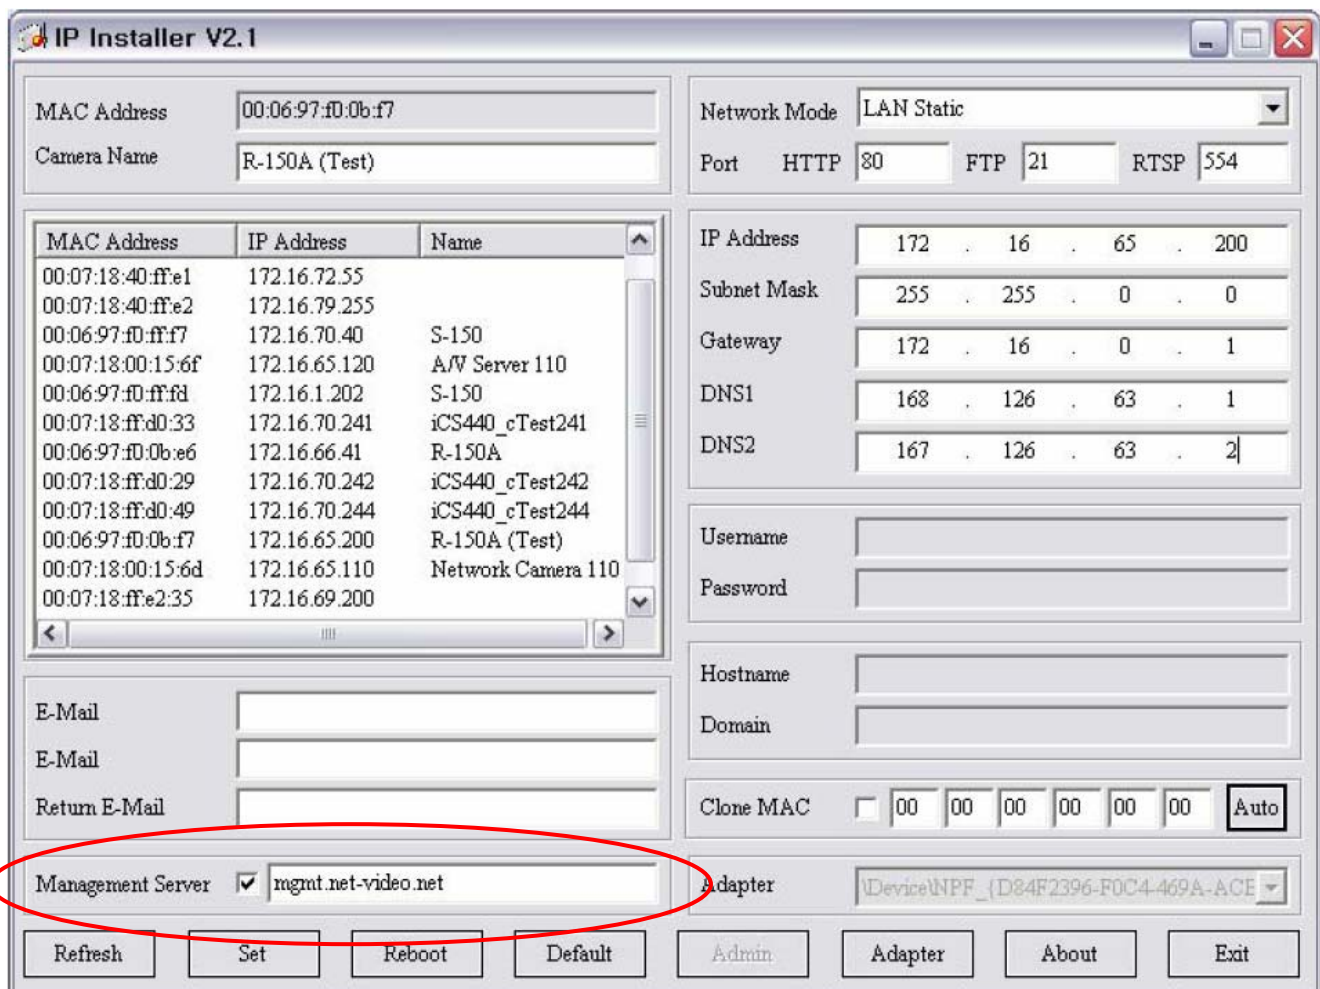 IP Installer V2.1
MAC Address 00:06:97:f0:0b:f7
Camera Name R-150A (Test)
MAC Address IP Address Name
00:07:18:40:ff:e1 172.16.72.55
00:07:18:40:ff:e2 172.16.79.255
00:06:97:f0:ff:f7 172.16.70.40 S-150
00:07:18:00:15:6f 172.16.65.120 A/V Server 110
00:06:97:f0:ff:fd 172.16.1.202 S-150
00:07:18:ff:d0:33 172.16.70.241 iCS440_cTest241
00:06:97:f0:0b:e6 172.16.66.41 R-150A
00:07:18:ff:d0:29 172.16.70.242 iCS440_cTest242
00:07:18:ff:d0:49 172.16.70.244 iCS440_cTest244
00:06:97:f0:0b:f7 172.16.65.200 R-150A (Test)
00:07:18:00:15:6d 172.16.65.110 Network Camera 110
00:07:18:ff:e2:35 172.16.69.200
E-Mail
E-Mail
Return E-Mail
Management Server mgmt.net-video.net
Network Mode LAN Static
Port HTTP 80 FTP 21 RTSP 554
IP Address 172 . 16 . 65 . 200
Subnet Mask 255 . 255 . 0 . 0
Gateway 172 . 16 . 0 . 1
DNS1 168 . 126 . 63 . 1
DNS2 167 . 126 . 63 . 2
Username
Password
Hostname
Domain
Clone MAC 00 00 00 00 00 00 Auto
Adapter \Device\NPF_{D84F2396-F0C4-469A-ACE
Refresh Set Reboot Default Admin Adapter About Exit